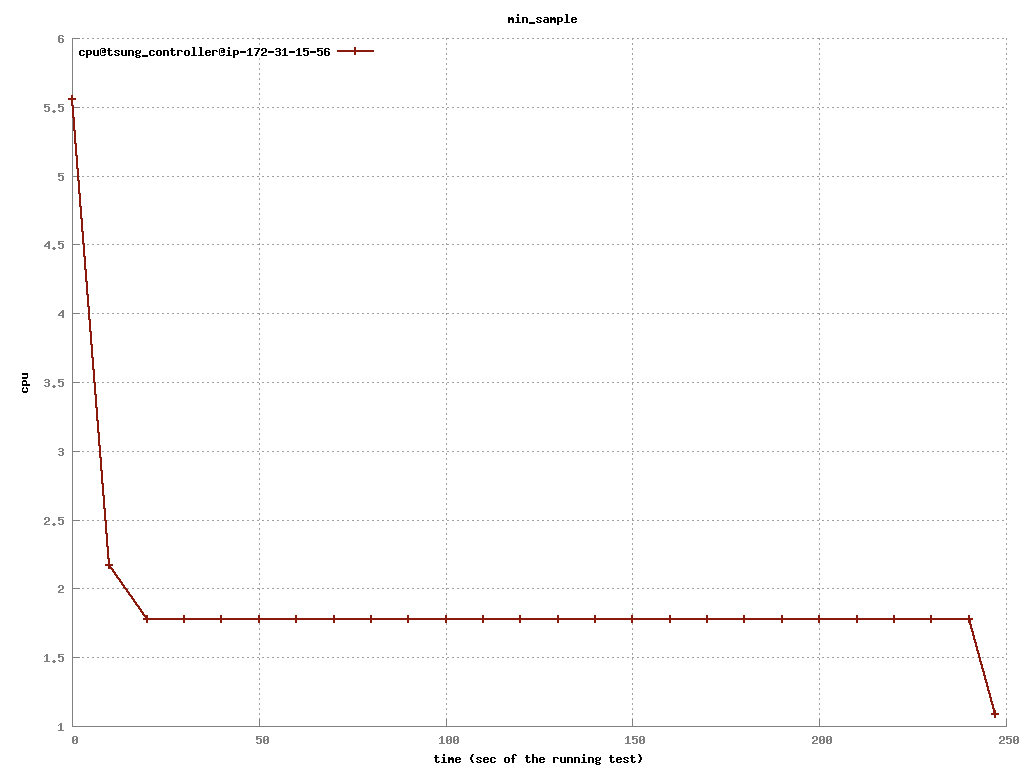 min_sample
cpu@tsung_controller@ip-172-31-15-56
6
5.5
5
4.5
4
3.5
3
2.5
2
1.5
1
cpu
0 50 100 150 200 250
time (sec of the running test)